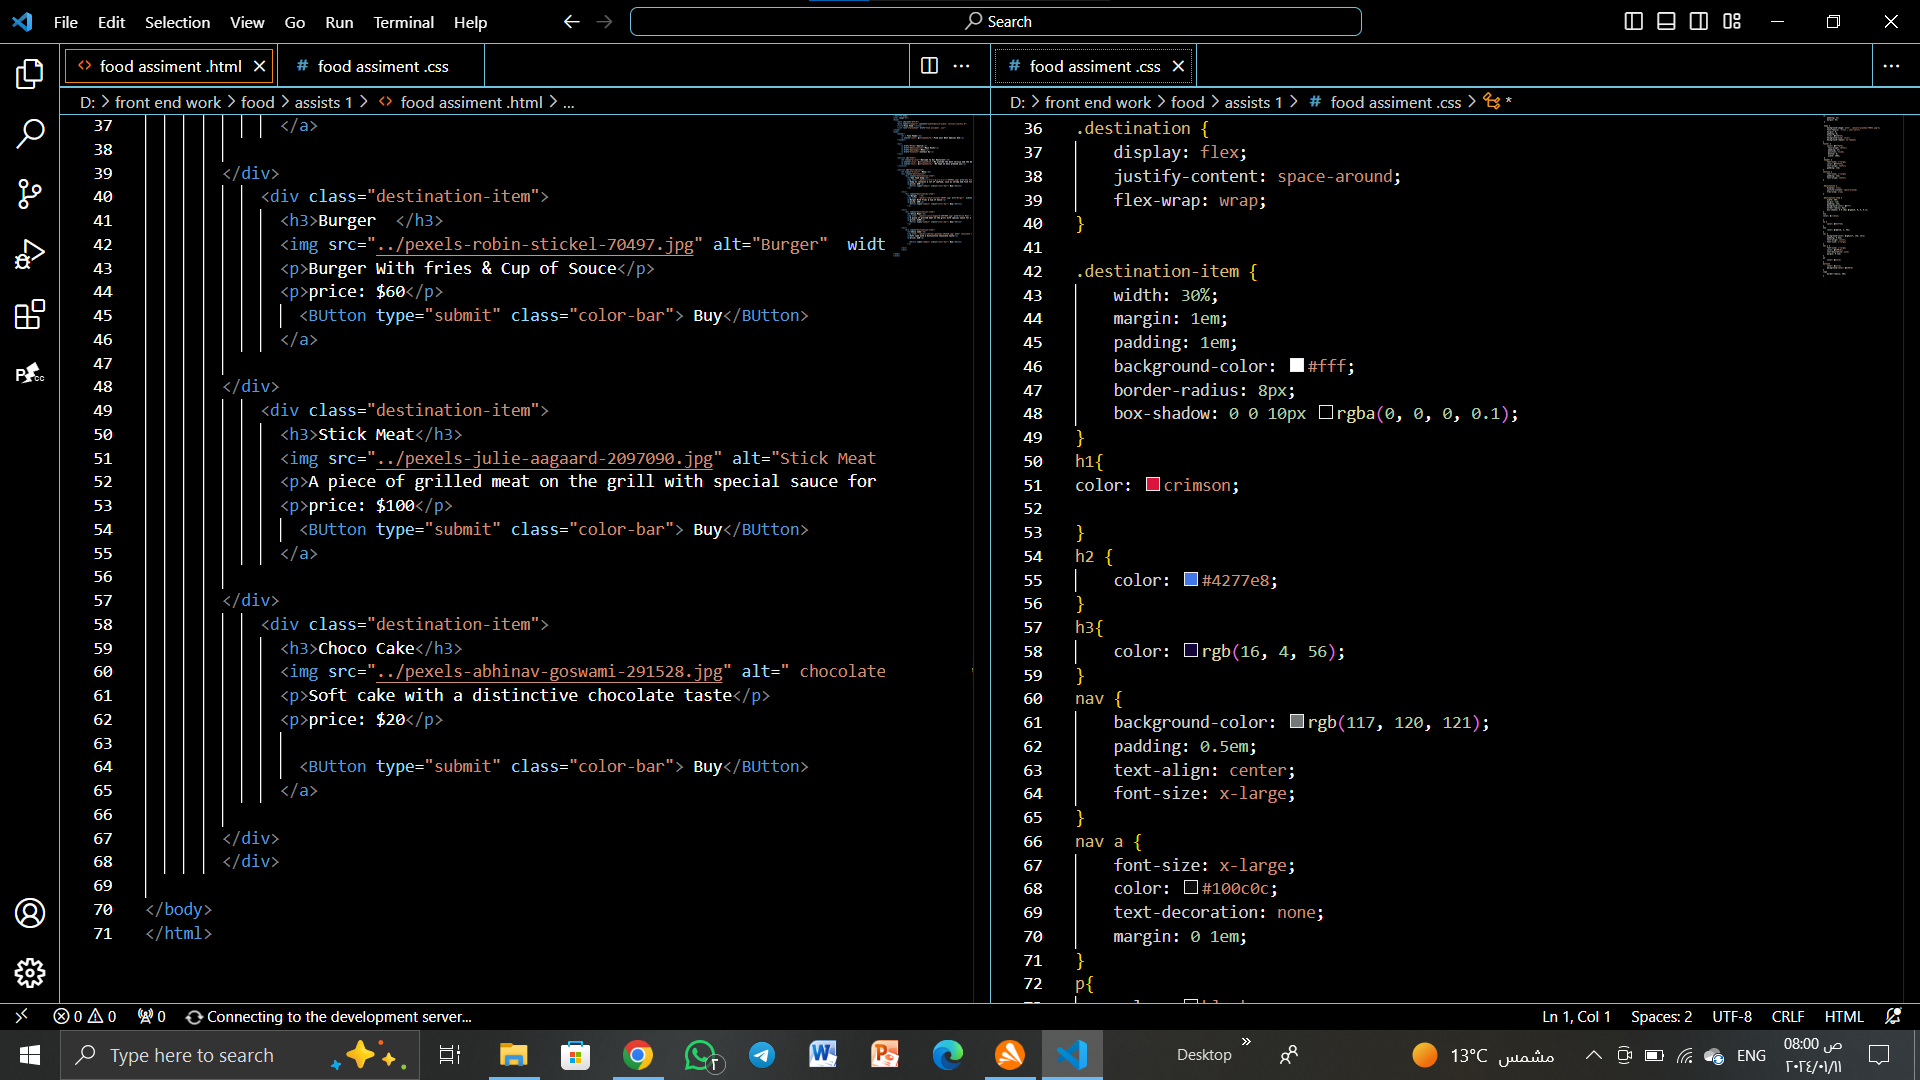 File Edit Selection View Go Run Terminal Help
Search
food assiment .html
food assiment .css
D: > front end work > food > assists 1 > food assiment .html > ...
37 </a>
38
39 </div>
40 <div class="destination-item">
41 <h3>Burger </h3>
42 <img src="../pexels-robin-stickel-70497.jpg" alt="Burger" widt
43 <p>Burger With fries & Cup of Souce</p>
44 <p>price: $60</p>
45 <BUtton type="submit" class="color-bar"> Buy</BUtton>
46 </a>
47
48 </div>
49 <div class="destination-item">
50 <h3>Stick Meat</h3>
51 <img src="../pexels-julie-aagaard-2097090.jpg" alt="Stick Meat
52 <p>A piece of grilled meat on the grill with special sauce for
53 <p>price: $100</p>
54 <BUtton type="submit" class="color-bar"> Buy</BUtton>
55 </a>
56
57 </div>
58 <div class="destination-item">
59 <h3>Choco Cake</h3>
60 <img src="../pexels-abhinav-goswami-291528.jpg" alt=" chocolate
61 <p>Soft cake with a distinctive chocolate taste</p>
62 <p>price: $20</p>
63
64 <BUtton type="submit" class="color-bar"> Buy</BUtton>
65 </a>
66
67 </div>
68 </div>
69
70 </body>
71 </html>
food assiment .css
D: > front end work > food > assists 1 > food assiment .css > *
36 .destination {
37 display: flex;
38 justify-content: space-around;
39 flex-wrap: wrap;
40 }
41
42 .destination-item {
43 width: 30%;
44 margin: 1em;
45 padding: 1em;
46 background-color: #fff;
47 border-radius: 8px;
48 box-shadow: 0 0 10px rgba(0, 0, 0, 0.1);
49 }
50 h1{
51 color: crimson;
52
53 }
54 h2 {
55 color: #4277e8;
56 }
57 h3{
58 color: rgb(16, 4, 56);
59 }
60 nav {
61 background-color: rgb(117, 120, 121);
62 padding: 0.5em;
63 text-align: center;
64 font-size: x-large;
65 }
66 nav a {
67 font-size: x-large;
68 color: #100c0c;
69 text-decoration: none;
70 margin: 0 1em;
71 }
72 p{
0 0 0 Connecting to the development server...
Ln 1, Col 1 Spaces: 2 UTF-8 CRLF HTML
Type here to search
Desktop
13°C مشمس
ENG
08:00 ص
٢٠٢٤/٠١/١١